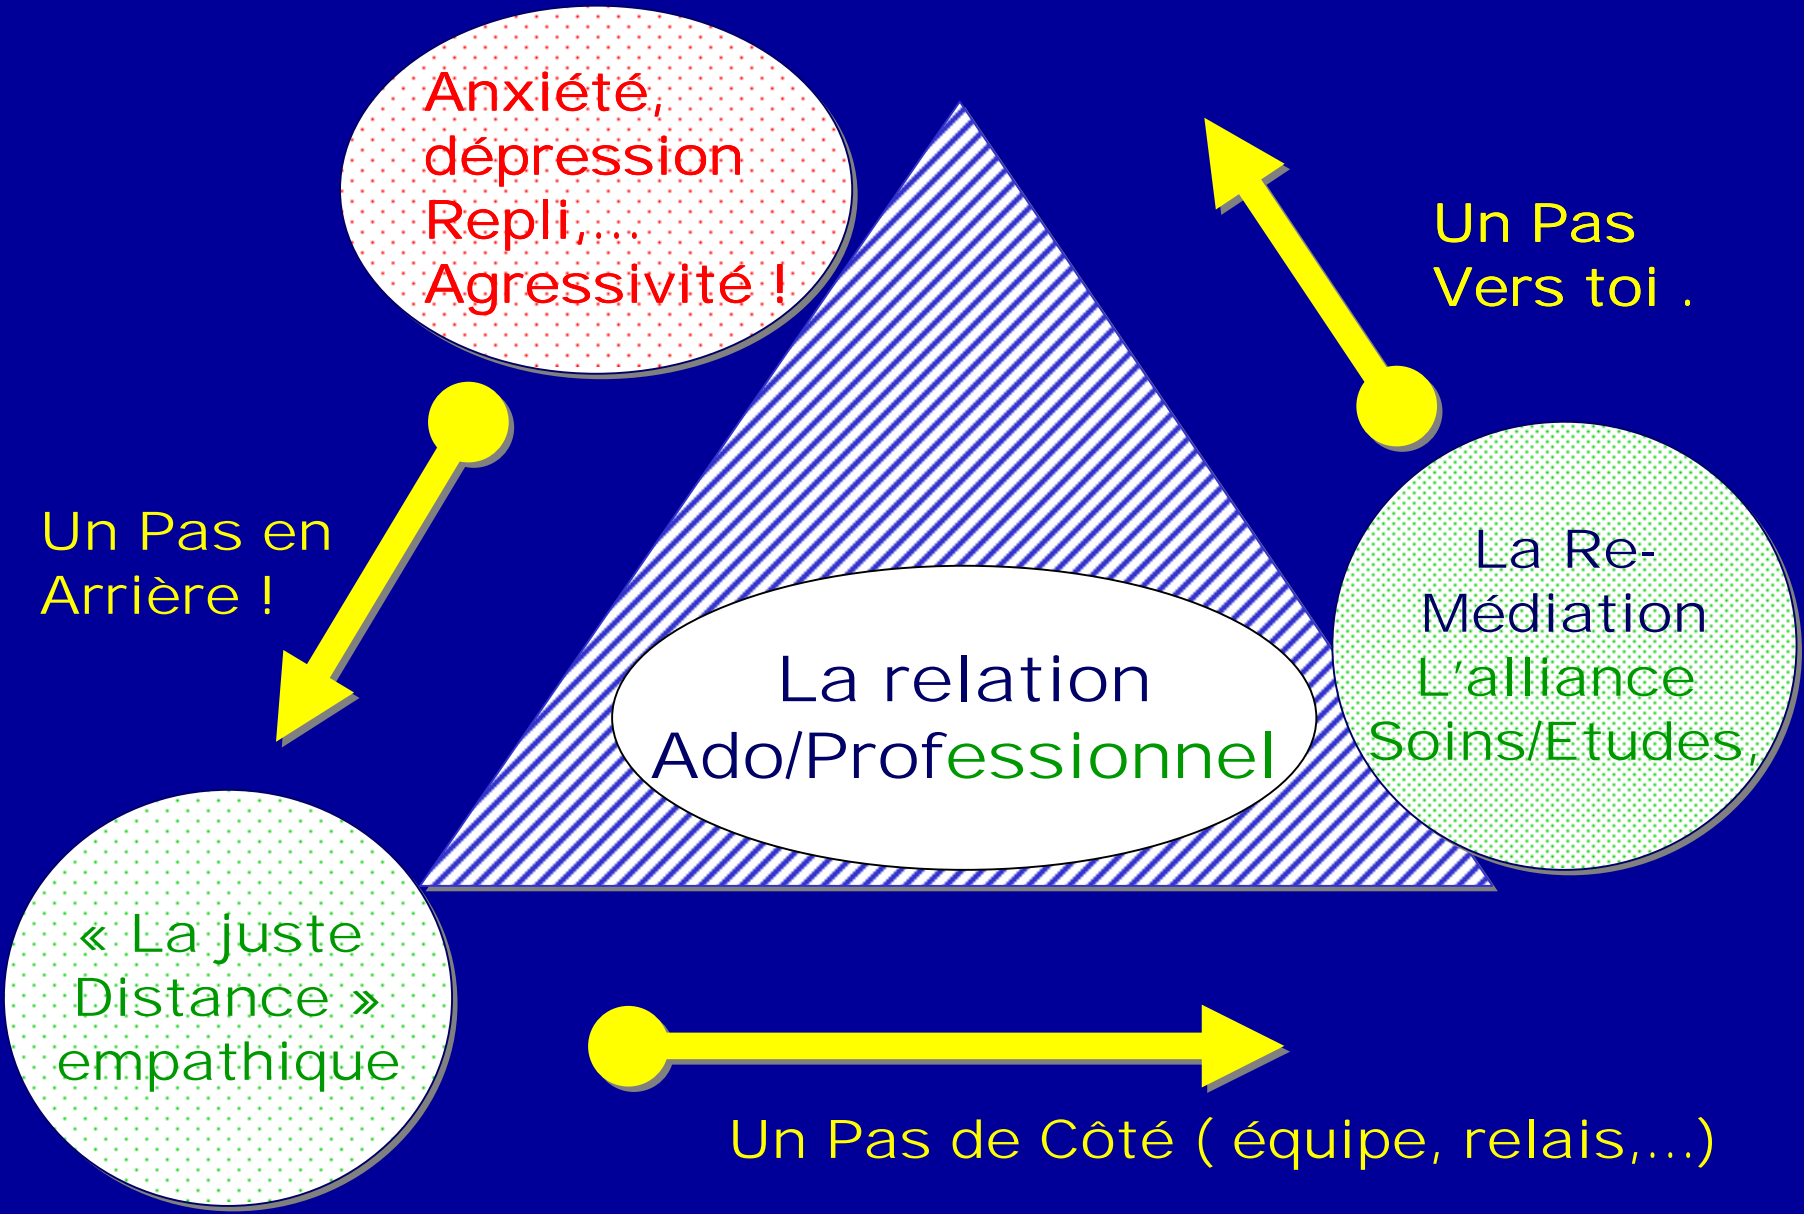 Anxiété,
dépression
Repli,...
Agressivité !
Un Pas
Vers toi .
Un Pas en
Arrière !
La Re-
Médiation
L'alliance
Soins/Etudes,
La relation
Ado/Professionnel
« La juste
Distance »
empathique
Un Pas de Côté ( équipe, relais,...)